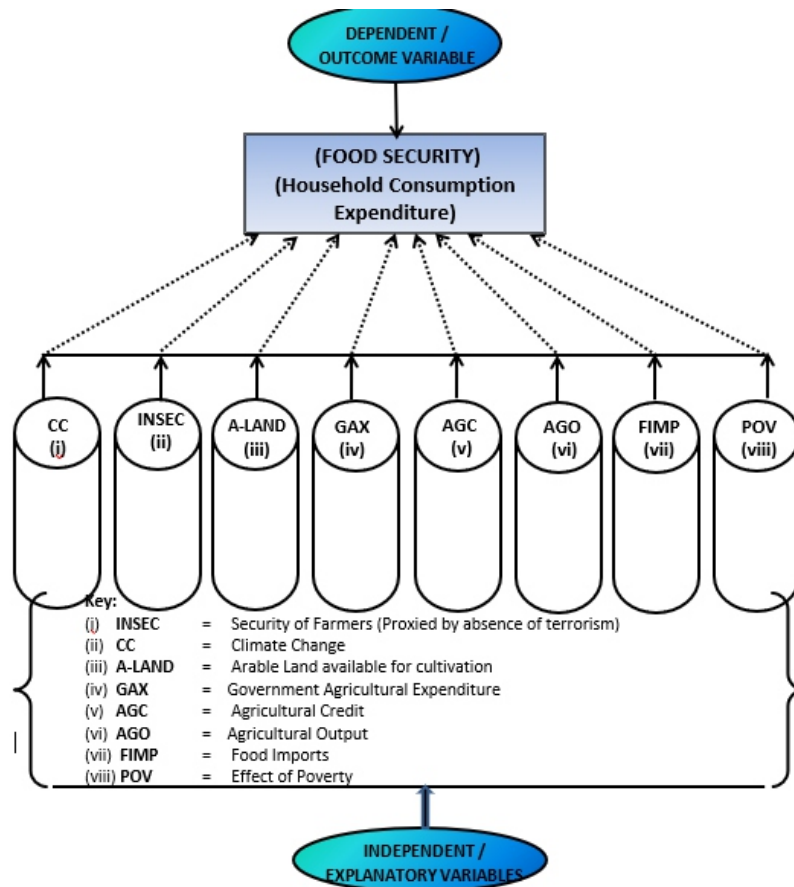 DEPENDENT /
OUTCOME VARIABLE
(FOOD SECURITY)
(Household Consumption
Expenditure)
CC
(i)
INSEC
(ii)
A-LAND
(iii)
GAX
(iv)
AGC
(v)
AGO
(vi)
FIMP
(vii)
POV
(viii)
Key:
(i) INSEC = Security of Farmers (Proxied by absence of terrorism)
(ii) CC = Climate Change
(iii) A-LAND = Arable Land available for cultivation
(iv) GAX = Government Agricultural Expenditure
(v) AGC = Agricultural Credit
(vi) AGO = Agricultural Output
(vii) FIMP = Food Imports
(viii) POV = Effect of Poverty
INDEPENDENT /
EXPLANATORY VARIABLES